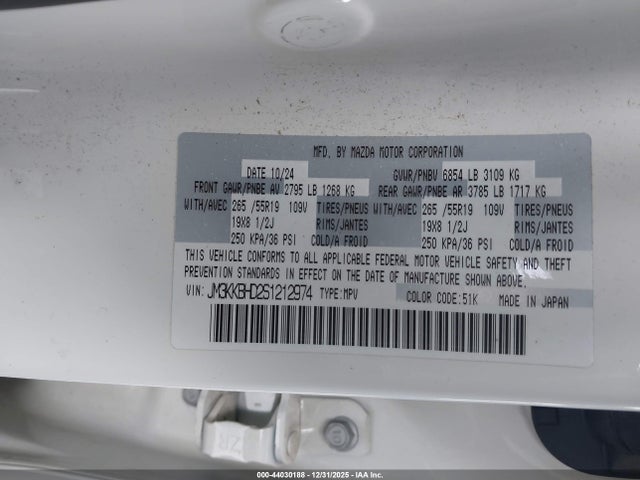 MFD. BY MAZDA MOTOR CORPORATION
DATE 10/24 GVWR/PNBV 6854 LB 3109 KG
FRONT GAWR/PNBE AV 2795 LB 1268 KG REAR GAWR/PNBE AR 3785 LB 1717 KG
WITH/AVEC 265 /55R19 109V TIRES/PNEUS WITH/AVEC 265 /55R19 109V TIRES/PNEUS
19X8 1/2J RIMS/JANTES 19X8 1/2J RIMS/JANTES
250 KPA/36 PSI COLD/A FROID 250 KPA/36 PSI COLD/A FROID
THIS VEHICLE CONFORMS TO ALL APPLICABLE FEDERAL MOTOR VEHICLE SAFETY AND THEFT
PREVENTION STANDARDS IN EFFECT ON THE DATE OF MANUFACTURE SHOWN ABOVE.
VIN: JM3KKBHD2S1212974 TYPE:MPV COLOR CODE:51K MADE IN JAPAN
ZR
000-44030188 - 12/31/2025 - IAA Inc.